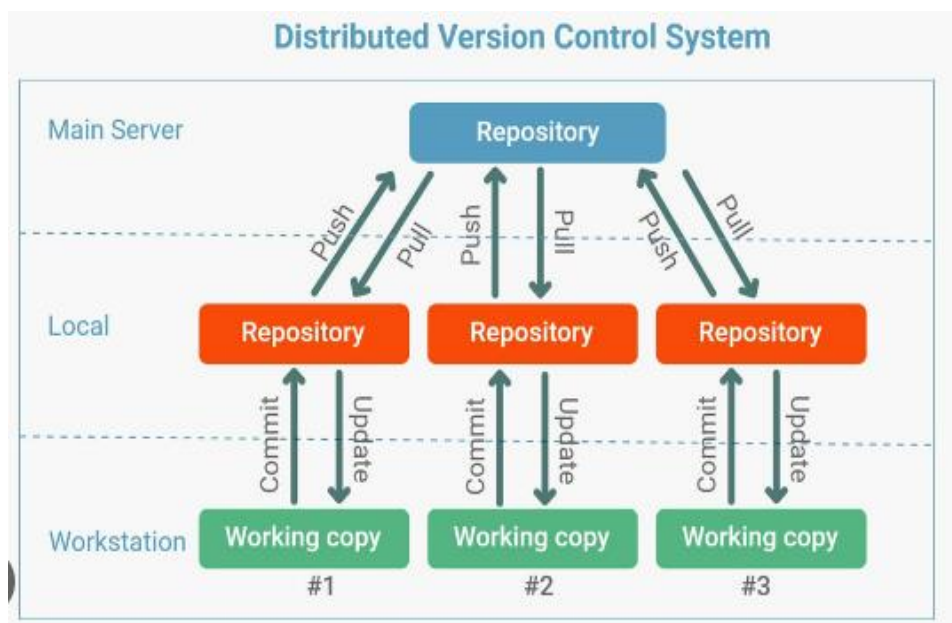 Distributed Version Control System
Main Server
Repository
Push
Pull
Push
Pull
Push
Pull
Local
Repository
Repository
Repository
Commit
Update
Commit
Update
Commit
Update
Workstation
Working copy
Working copy
Working copy
#1
#2
#3